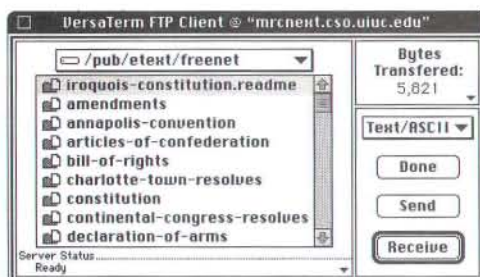 VersaTerm FTP Client @ "mrcnext.cso.uiuc.edu"
/pub/etext/freenet
iroquois-constitution.readme
amendments
annapolis-convention
articles-of-confederation
bill-of-rights
charlotte-town-resolves
constitution
continental-congress-resolves
declaration-of-arms
Server Status
Ready
Bytes
Transfered:
5,821
Text/ASCII
Done
Send
Receive